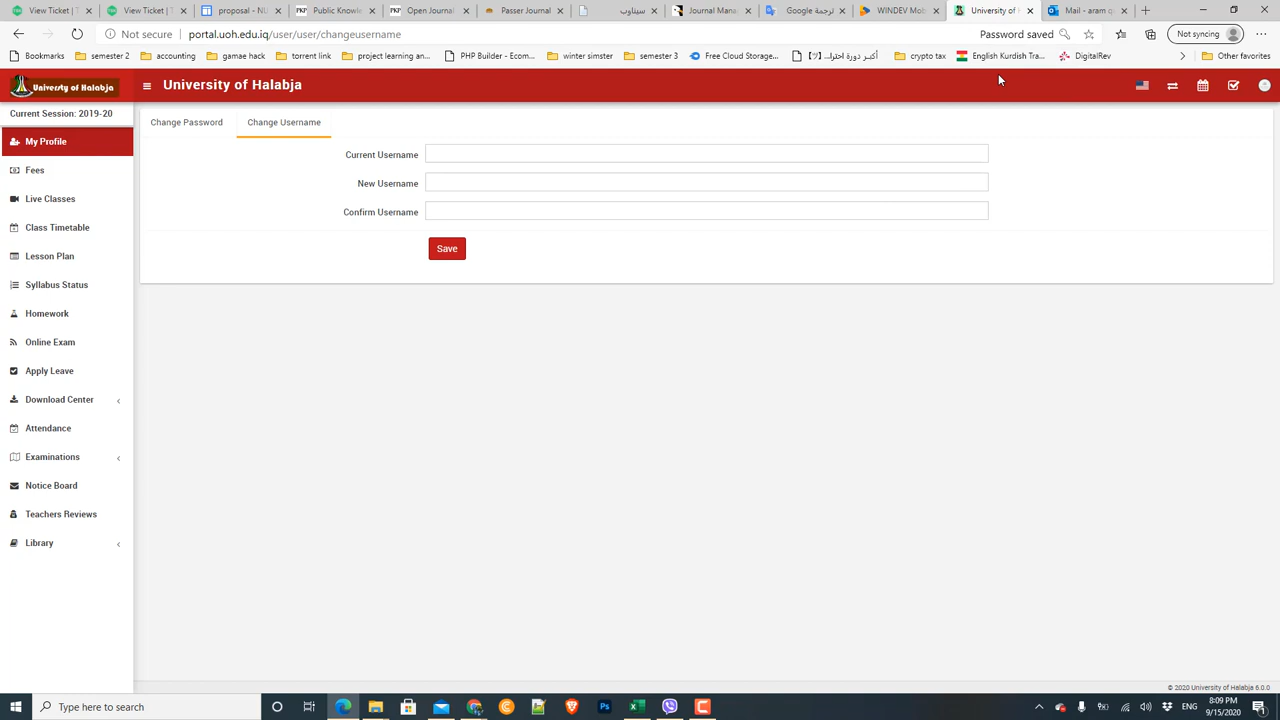 Ticket | Je
Ticket | Je
proposal - NU
Public Knowle
Open Journal
Passer Journal
سیتاوب
Journal Mana
Google ترجمة
WINDEV Mob
University of H
Mail - aram q
Not secure | portal.uoh.edu.iq/user/user/changeusername
Password saved
Not syncing
Bookmarks
semester 2
accounting
gamae hack
torrent link
project learning an...
PHP Builder - Ecom...
winter simster
semester 3
Free Cloud Storage...
crypto tax
English Kurdish Tra...
DigitalRev
Other favorites
University of Halabja
University of Halabja
Current Session: 2019-20
My Profile
Fees
Live Classes
Class Timetable
Lesson Plan
Syllabus Status
Homework
Online Exam
Apply Leave
Download Center
Attendance
Examinations
Notice Board
Teachers Reviews
Library
Change Password
Change Username
Current Username
New Username
Confirm Username
Save
© 2020 University of Halabja 6.0.0
Type here to search
ENG
8:09 PM
9/15/2020